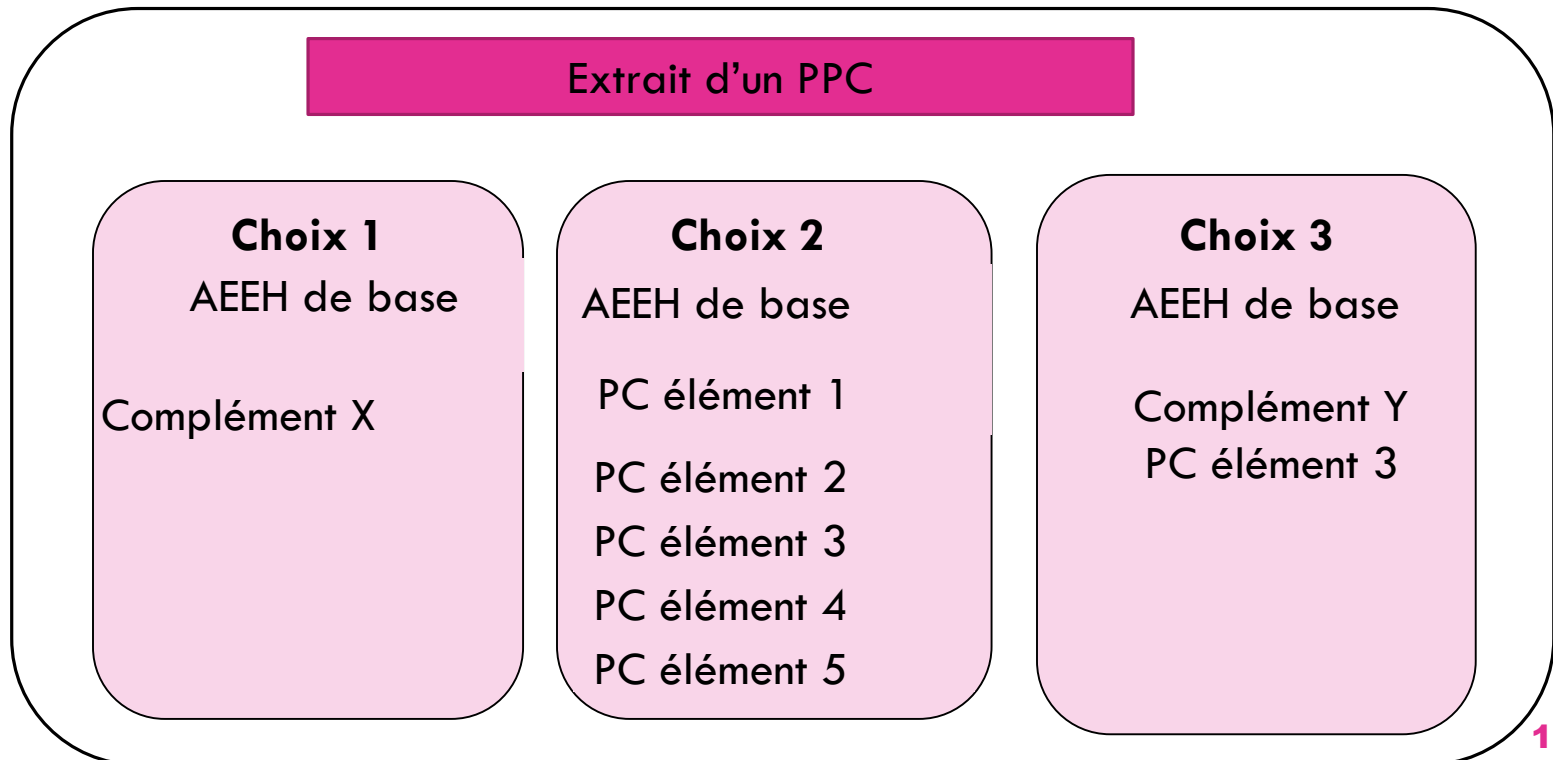 Extrait d’un PPC
Choix 1
AEEH de base
Complément X
Choix 2
AEEH de base
PC élément 1
PC élément 2
PC élément 3
PC élément 4
PC élément 5
Choix 3
AEEH de base
Complément Y
PC élément 3
1